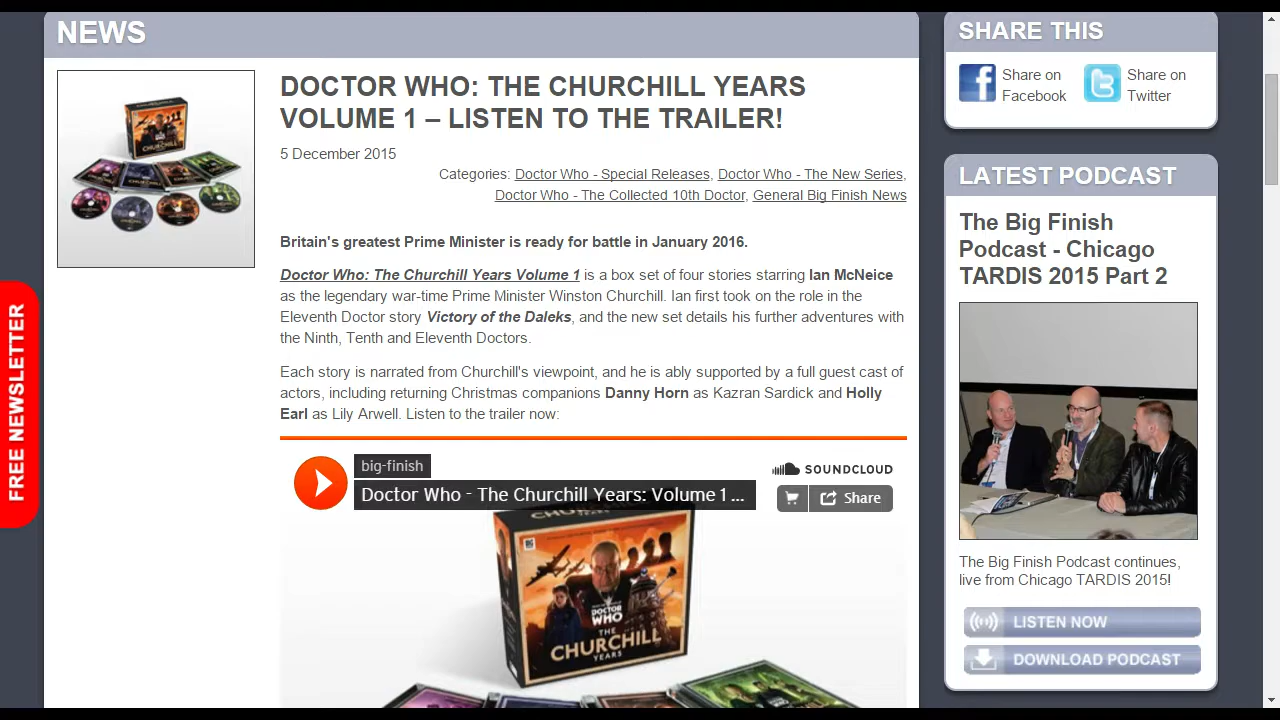 NEWS
DOCTOR WHO: THE CHURCHILL YEARS
VOLUME 1 – LISTEN TO THE TRAILER!
5 December 2015
Categories: Doctor Who - Special Releases, Doctor Who - The New Series,
Doctor Who - The Collected 10th Doctor, General Big Finish News
Britain's greatest Prime Minister is ready for battle in January 2016.
Doctor Who: The Churchill Years Volume 1 is a box set of four stories starring Ian McNeice
as the legendary war-time Prime Minister Winston Churchill. Ian first took on the role in the
Eleventh Doctor story Victory of the Daleks, and the new set details his further adventures with
the Ninth, Tenth and Eleventh Doctors.
Each story is narrated from Churchill's viewpoint, and he is ably supported by a full guest cast of
actors, including returning Christmas companions Danny Horn as Kazran Sardick and Holly
Earl as Lily Arwell. Listen to the trailer now:
big-finish
Doctor Who - The Churchill Years: Volume 1 ...
SOUNDCLOUD
Share
DOCTOR
WHO
THE
CHURCHILL
YEARS
FREE NEWSLETTER
SHARE THIS
Share on
Facebook
Share on
Twitter
LATEST PODCAST
The Big Finish
Podcast - Chicago
TARDIS 2015 Part 2
The Big Finish Podcast continues,
live from Chicago TARDIS 2015!
LISTEN NOW
DOWNLOAD PODCAST